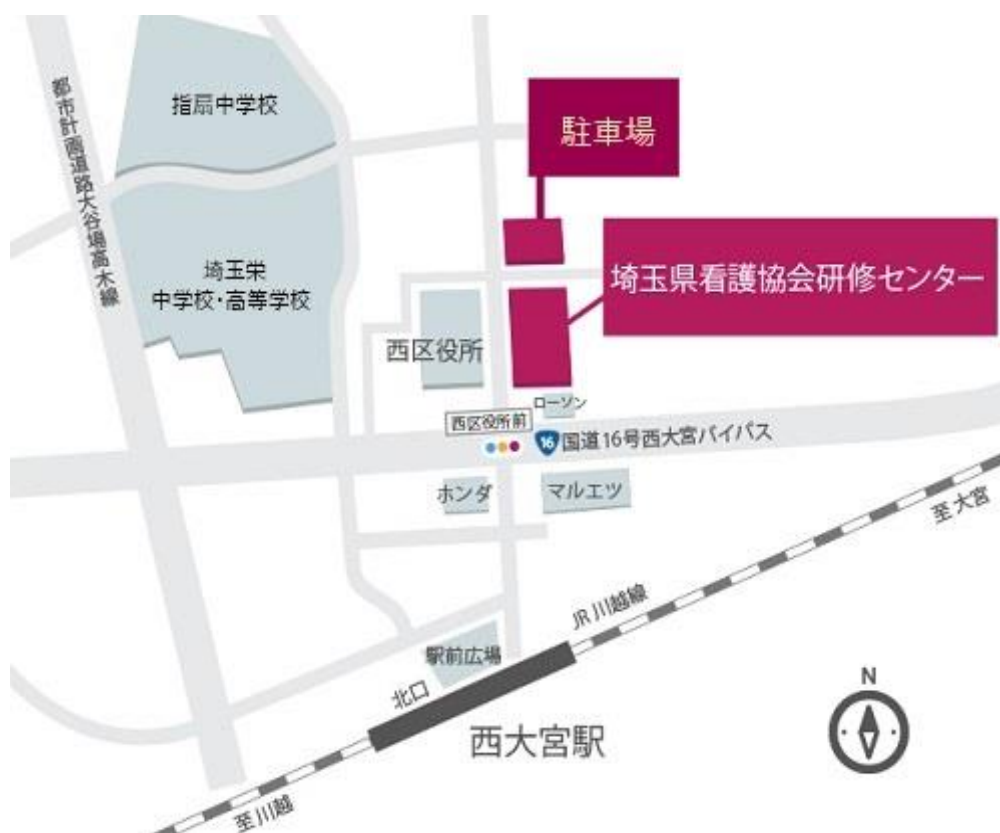 指扇中学校
駐車場
都市計画道路大谷場高木線
埼玉栄
中学校・高等学校
埼玉県看護協会研修センター
西区役所
ローソン
西区役所前
16
国道16号西大宮バイパス
ホンダ
マルエツ
至大宮
JR川越線
駅前広場
北口
N
西大宮駅
至川越